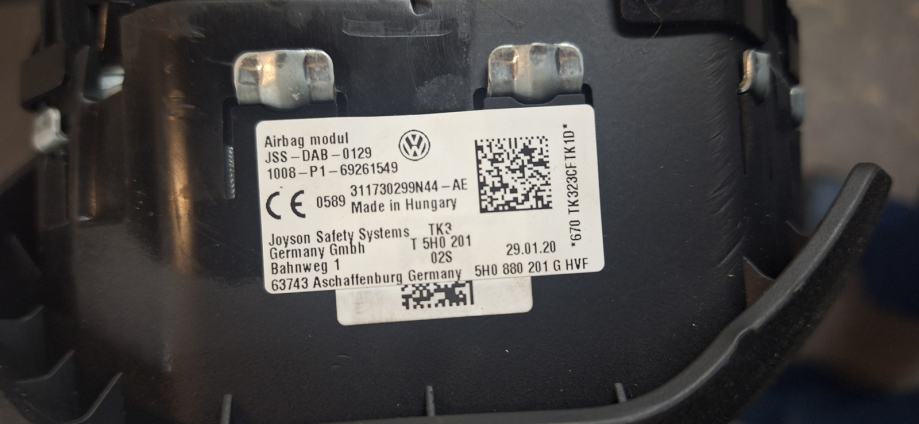 Airbag modul
JSS-DAB-0129
1008-P1-69261549
311730299N44-AE
CE 0589 Made in Hungary
Joyson Safety Systems TK3
Germany Gmbh T 5H0 201
Bahnweg 1 02S 29.01.20
63743 Aschaffenburg Germany 5H0 880 201 G HVF
*670 TK323CFTK1D*